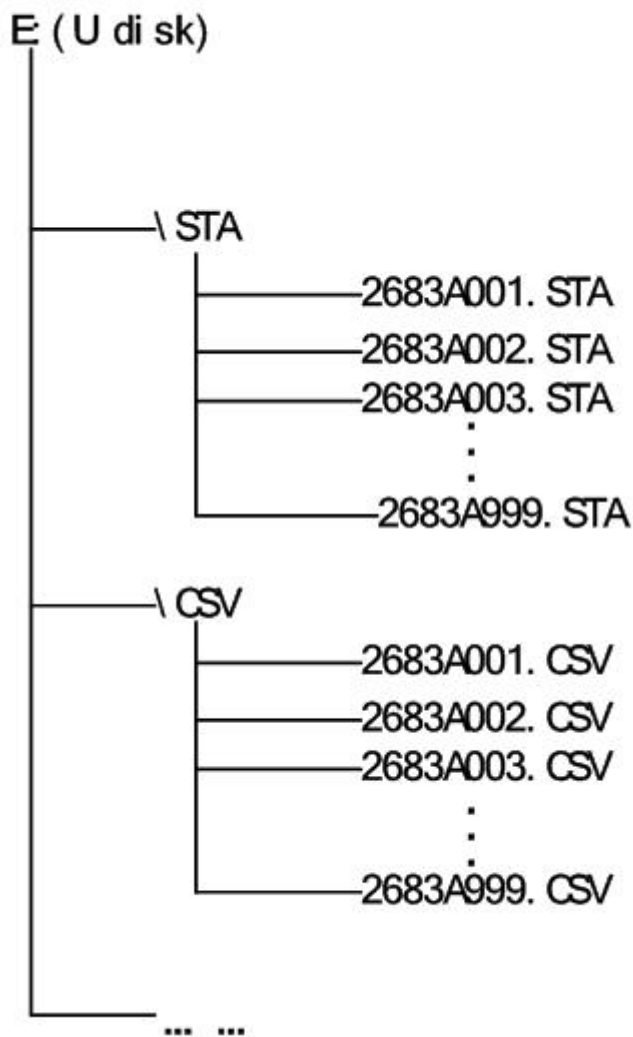 E: (U disk)
\ STA
2683A001. STA
2683A002. STA
2683A003. STA
2683A999. STA
\ CSV
2683A001. CSV
2683A002. CSV
2683A003. CSV
2683A999. CSV
... ...